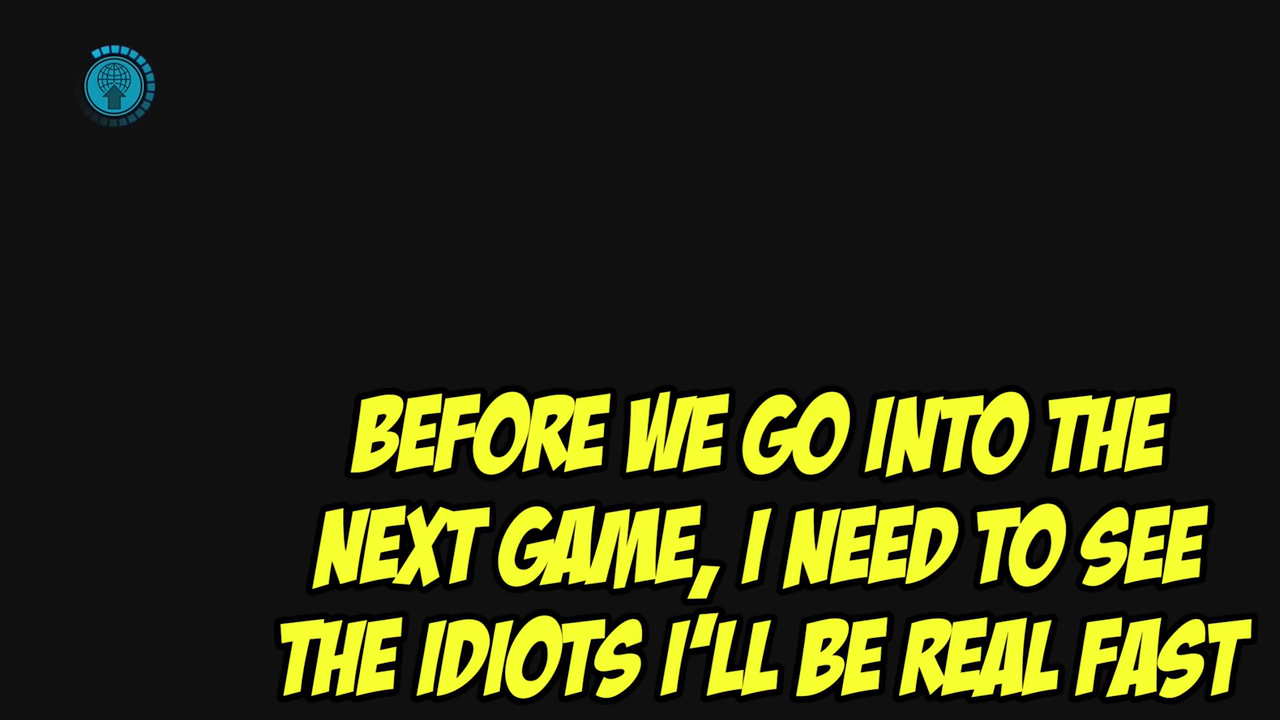 BEFORE WE GO INTO THE
NEXT GAME, I NEED TO SEE
THE IDIOTS I'LL BE REAL FAST